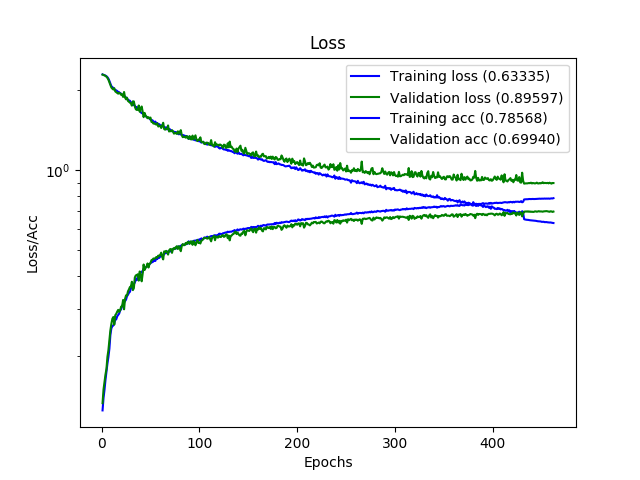 Loss
Training loss (0.63335)
Validation loss (0.89597)
Training acc (0.78568)
Validation acc (0.69940)
10⁰
Loss/Acc
0 100 200 300 400
Epochs